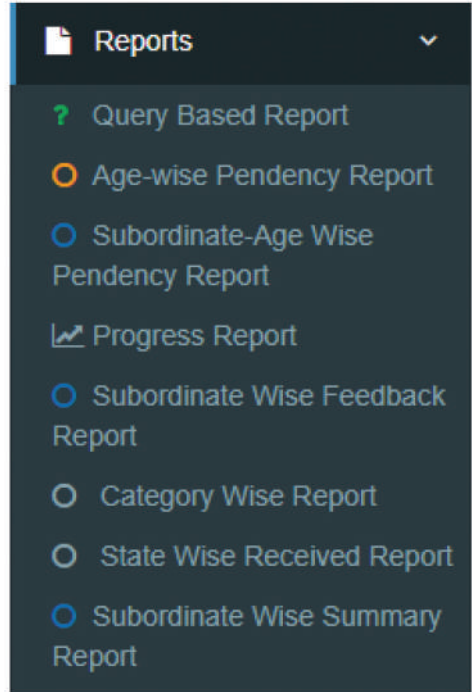 Reports
? Query Based Report
Age-wise Pendency Report
Subordinate-Age Wise
Pendency Report
Progress Report
Subordinate Wise Feedback
Report
Category Wise Report
State Wise Received Report
Subordinate Wise Summary
Report